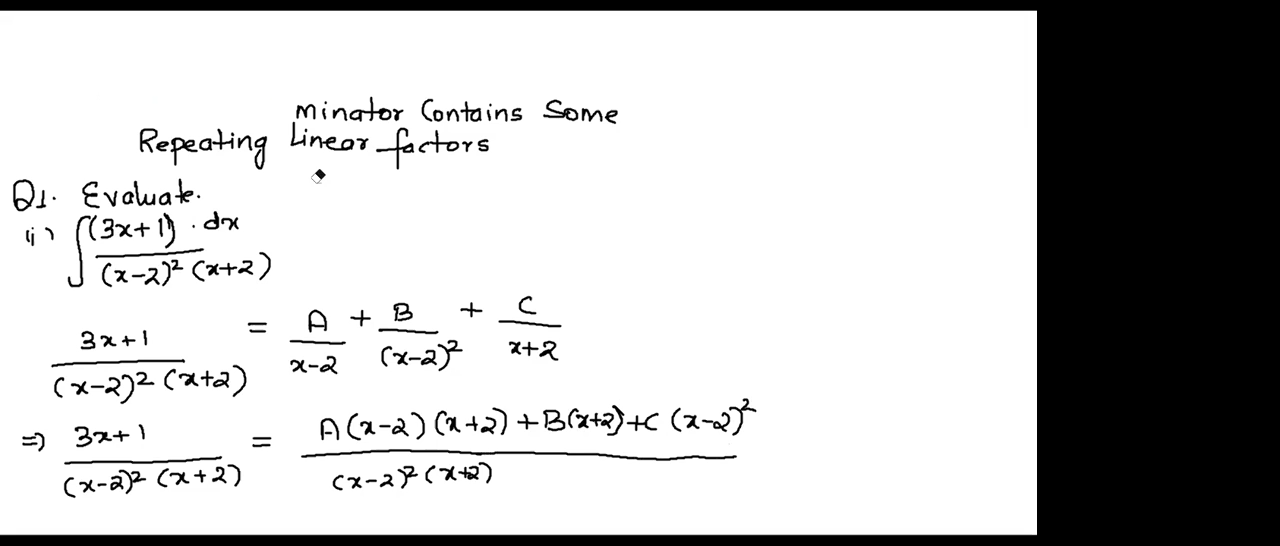 minator Contains Some
Repeating Linear factors
Q1. Evaluate.
(i) ∫ (3x+1) . dx / (x-2)² (x+2)
3x+1 / (x-2)² (x+2) = A / x-2 + B / (x-2)² + C / x+2
⇒ 3x+1 / (x-2)² (x+2) = A(x-2)(x+2)+B(x+2)+C(x-2)² / (x-2)² (x+2)